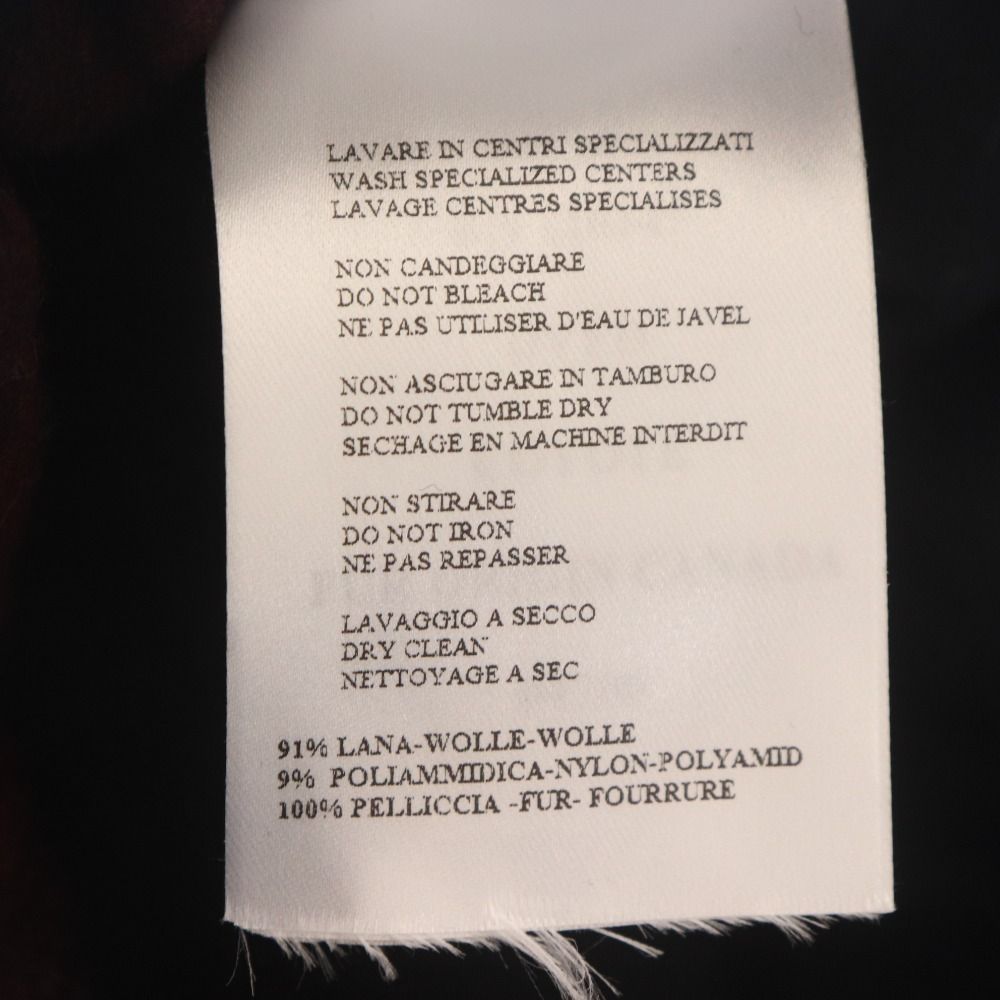 LAVARE IN CENTRI SPECIALIZZATI
WASH SPECIALIZED CENTERS
LAVAGE CENTRES SPECIALISES
NON CANDEGGIARE
DO NOT BLEACH
NE PAS UTILISER D'EAU DE JAVEL
NON ASCIUGARE IN TAMBURO
DO NOT TUMBLE DRY
SECHAGE EN MACHINE INTERDIT
NON STIRARE
DO NOT IRON
NE PAS REPASSER
LAVAGGIO A SECCO
DRY CLEAN
NETTOYAGE A SEC
91% LANA-WOLLE-WOLLE
9% POLIAMMIDICA-NYLON-POLYAMID
100% PELLICCIA -FUR- FOURRURE